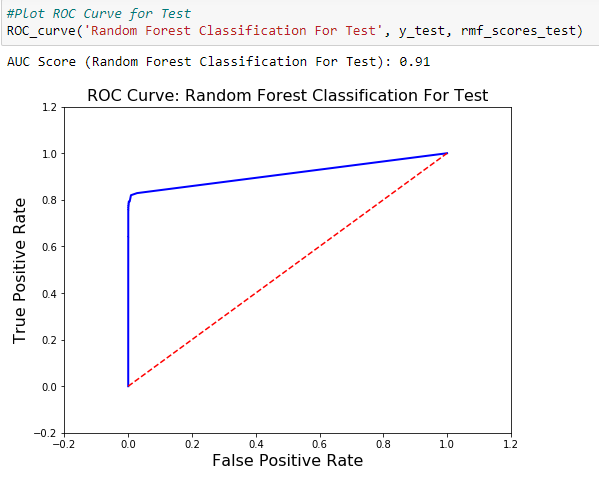 #Plot ROC Curve for Test
ROC_curve('Random Forest Classification For Test', y_test, rmf_scores_test)
AUC Score (Random Forest Classification For Test): 0.91
ROC Curve: Random Forest Classification For Test
1.2
1.0
0.8
0.6
0.4
0.2
0.0
−0.2
True Positive Rate
−0.2 0.0 0.2 0.4 0.6 0.8 1.0 1.2
False Positive Rate